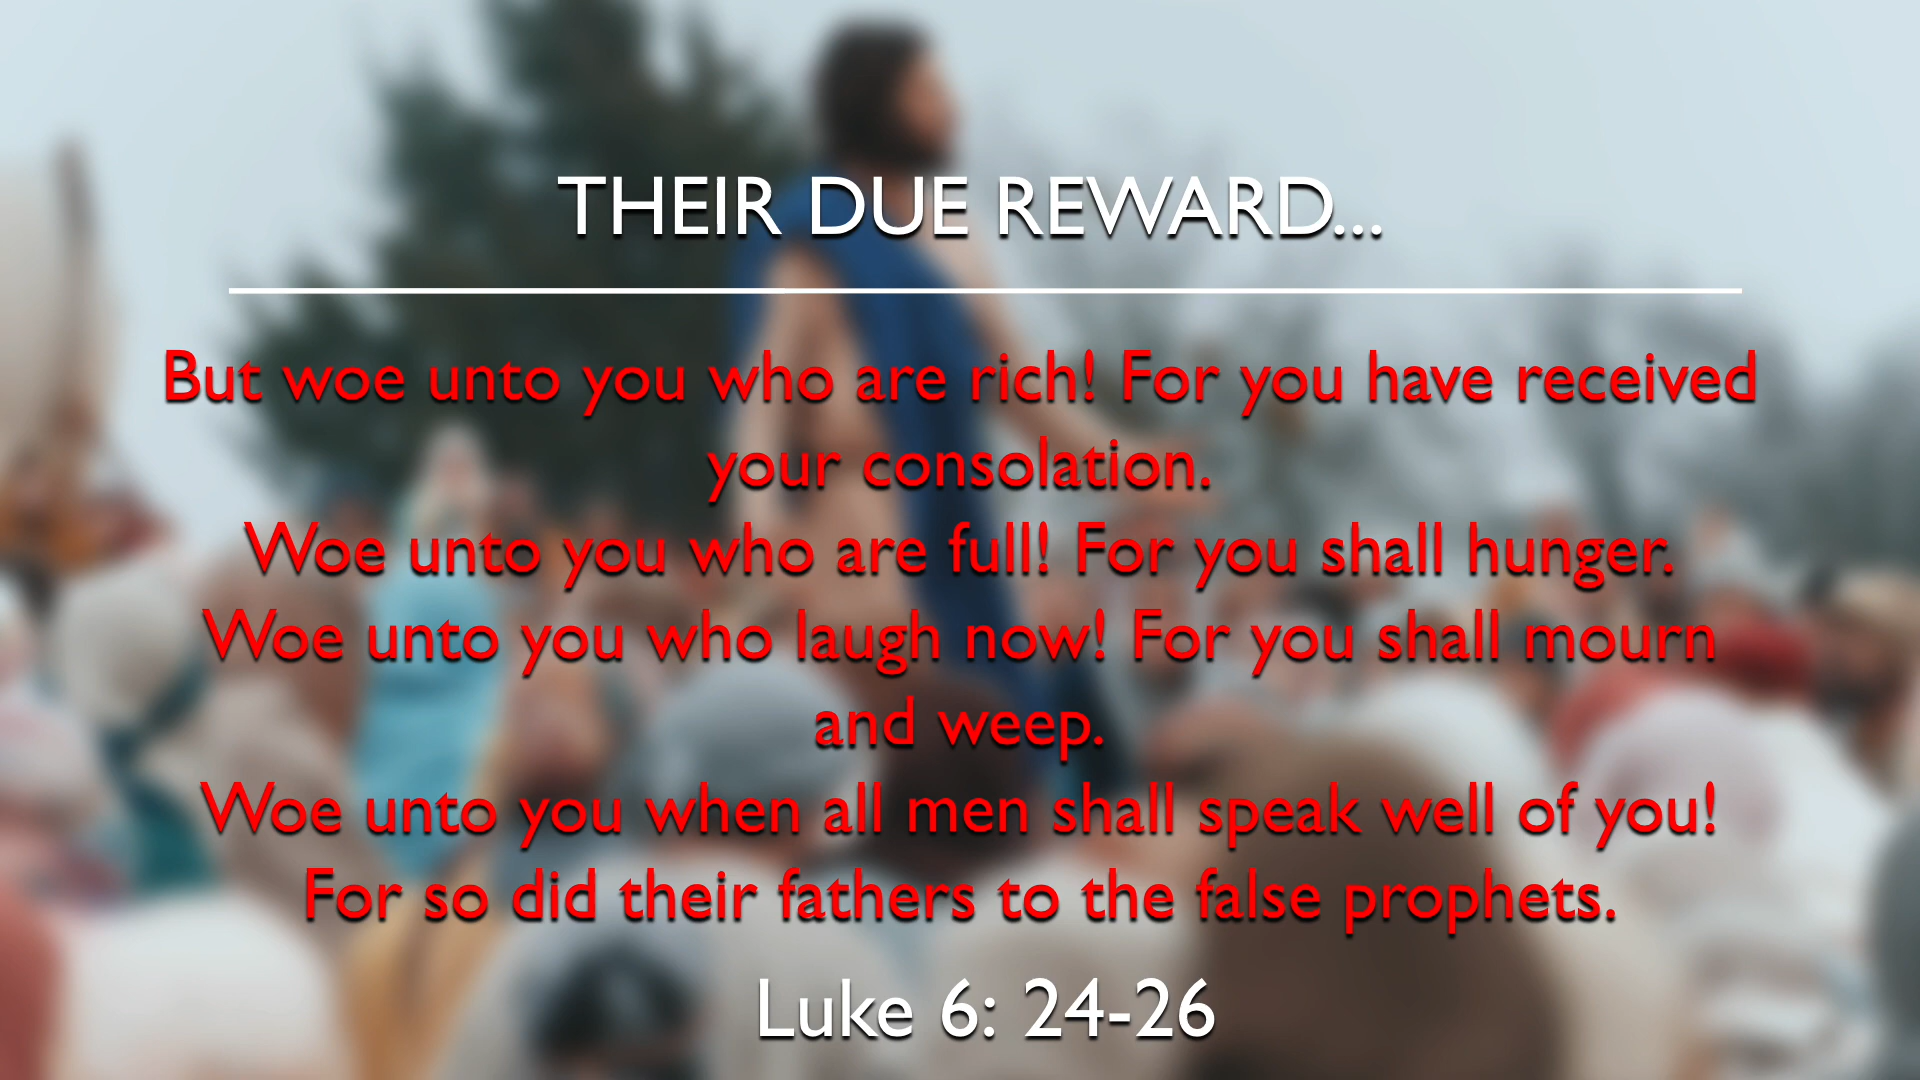 THEIR DUE REWARD...
But woe unto you who are rich! For you have received
your consolation.
Woe unto you who are full! For you shall hunger.
Woe unto you who laugh now! For you shall mourn
and weep.
Woe unto you when all men shall speak well of you!
For so did their fathers to the false prophets.
Luke 6: 24-26